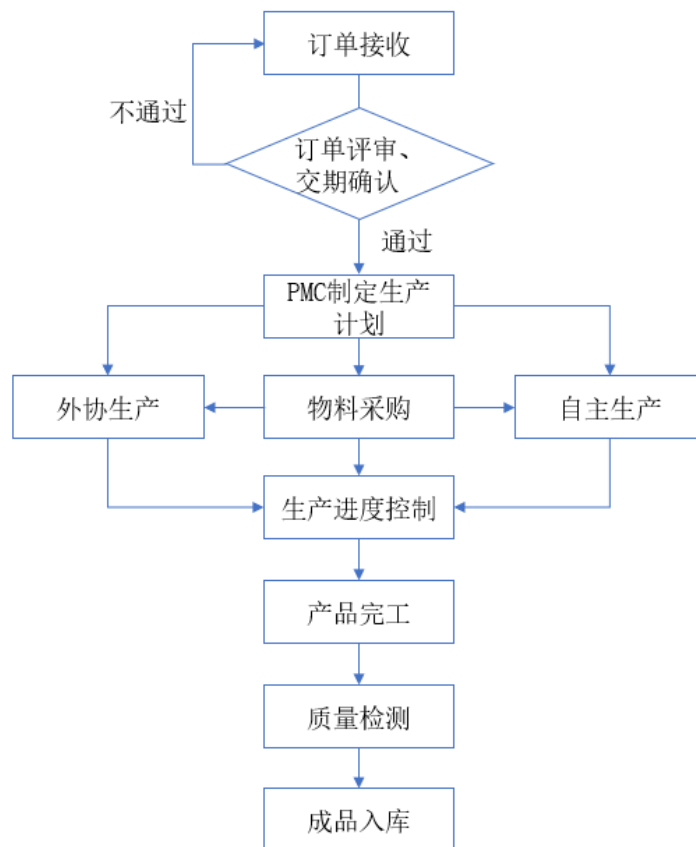 订单接收
不通过
订单评审、
交期确认
通过
PMC制定生产
计划
外协生产
物料采购
自主生产
生产进度控制
产品完工
质量检测
成品入库